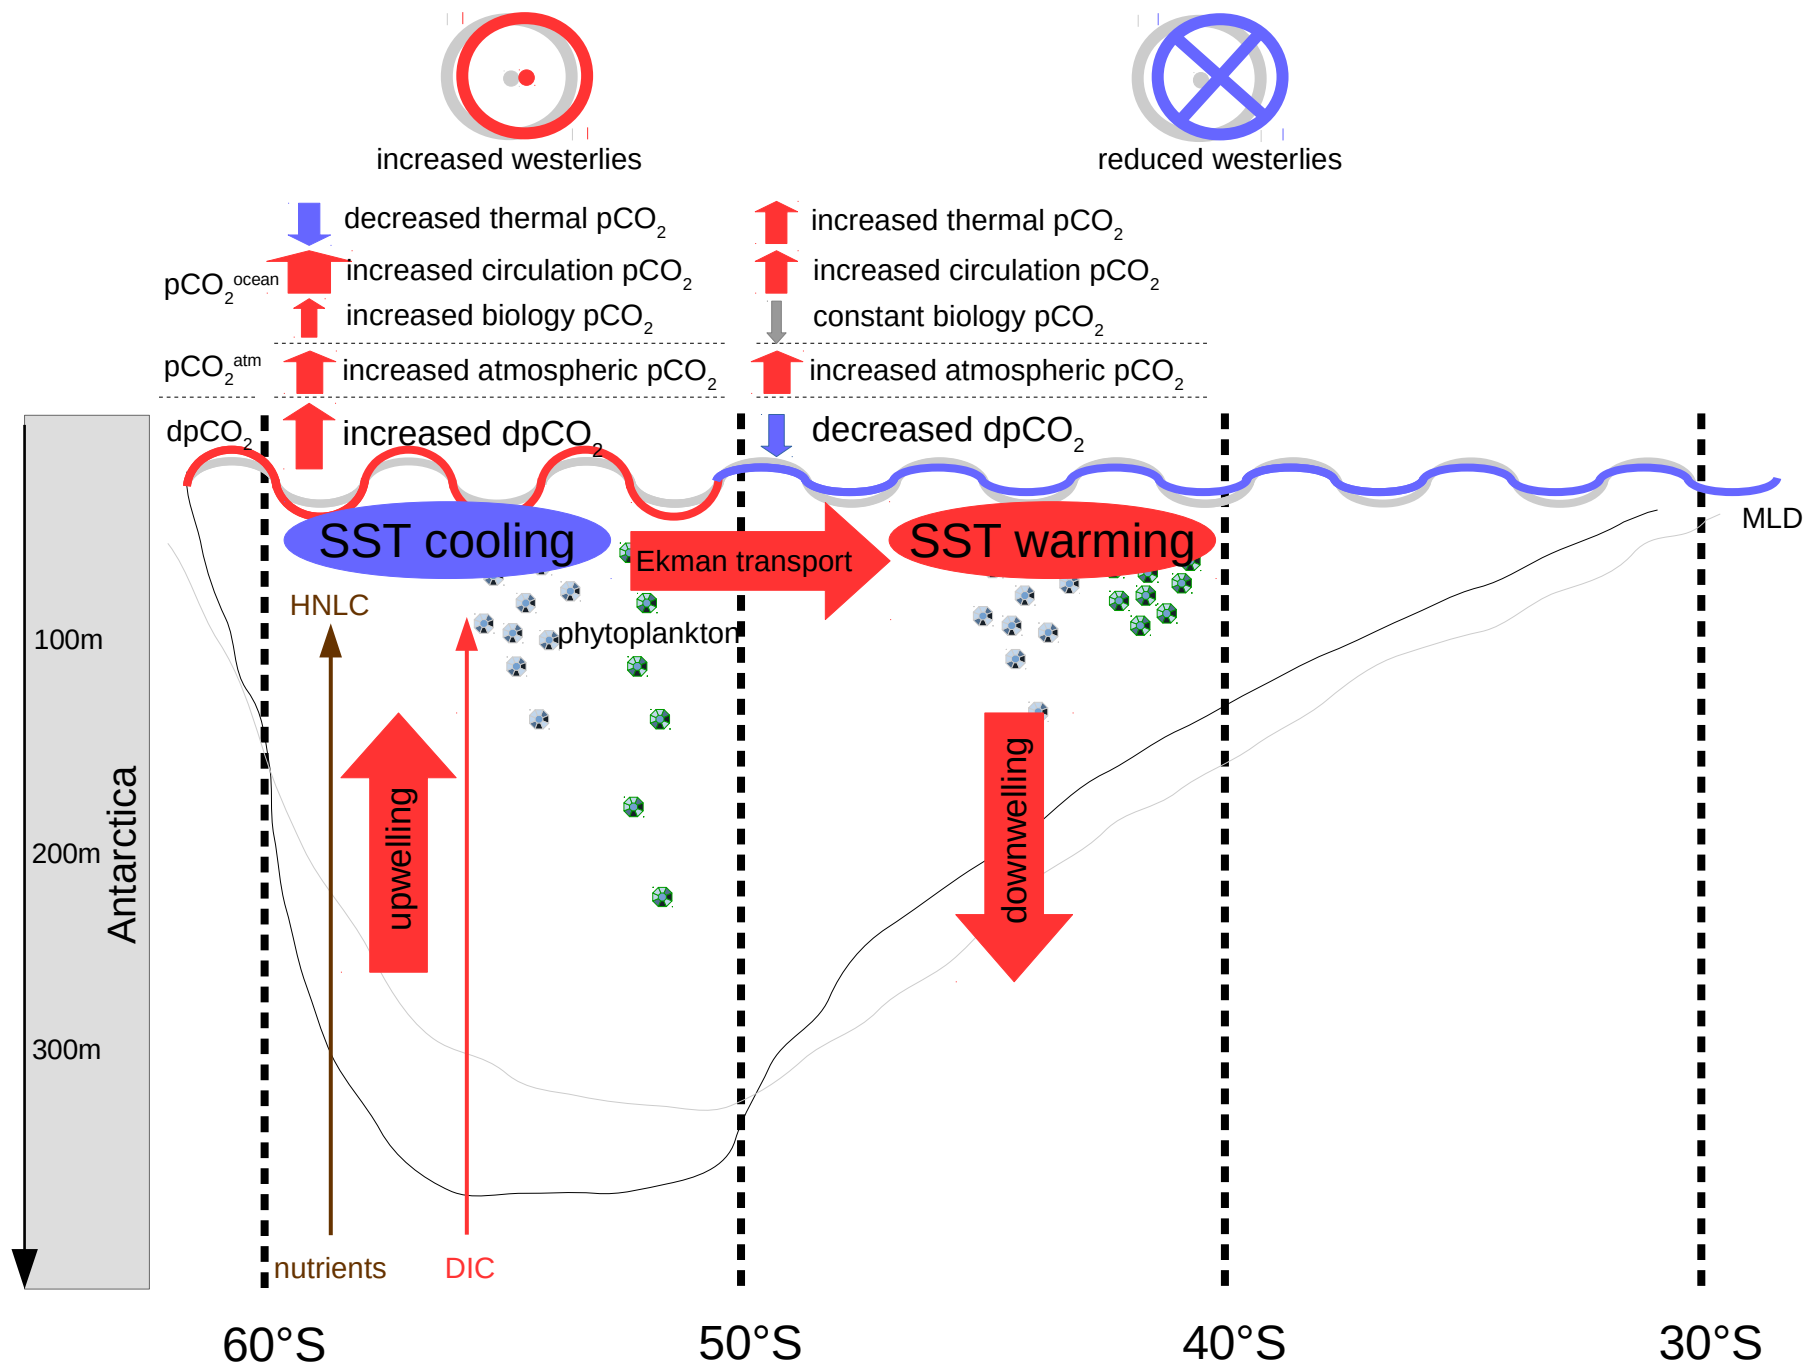 increased westerlies
reduced westerlies
decreased thermal pCO2
increased thermal pCO2
pCO2ocean
increased circulation pCO2
increased circulation pCO2
increased biology pCO2
constant biology pCO2
pCO2atm
increased atmospheric pCO2
increased atmospheric pCO2
dpCO2
increased dpCO2
decreased dpCO2
SST cooling
Ekman transport
SST warming
MLD
HNLC
phytoplankton
100m
200m
300m
Antarctica
upwelling
downwelling
nutrients
DIC
60°S
50°S
40°S
30°S